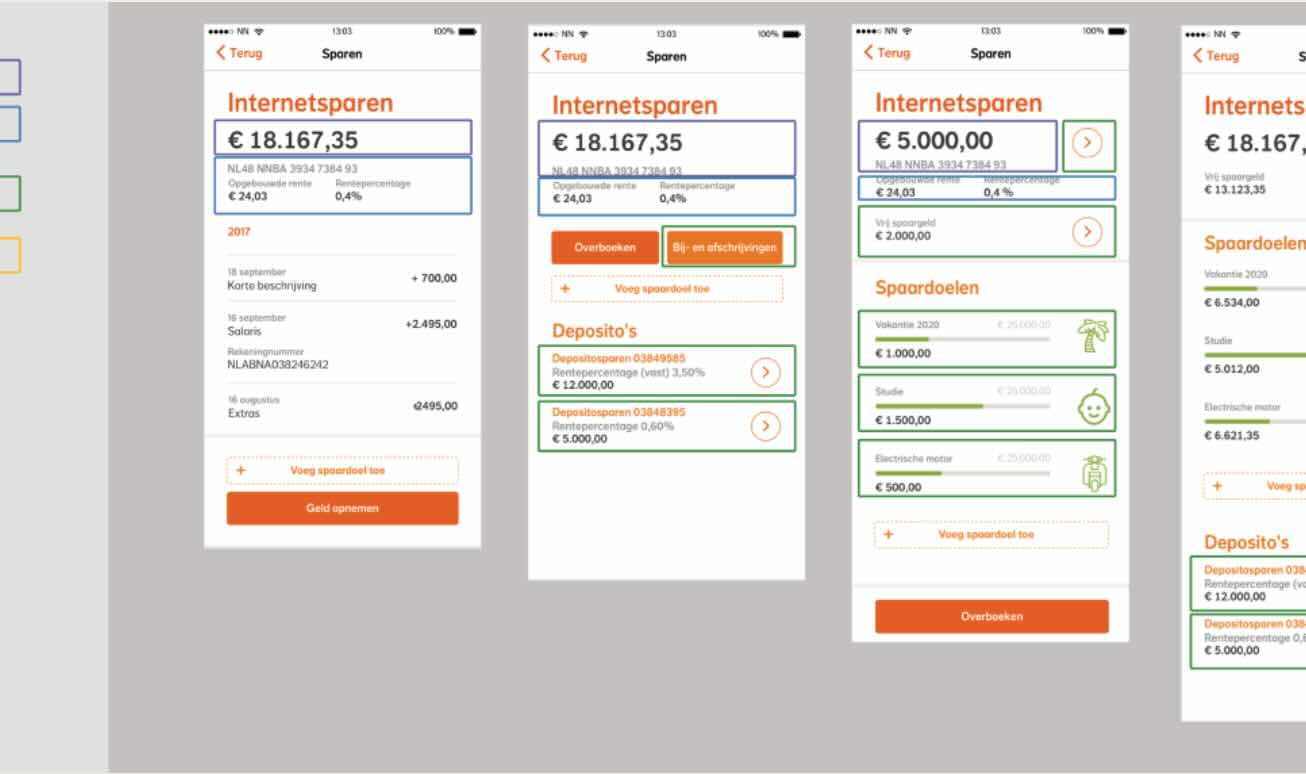 NN 13:03 100%
Terug Sparen
Internetsparen
€ 18.167,35
NL48 NNBA 3934 7384 93
Opgebouwde rente Rentepercentage
€ 24,03 0,4%
2017
18 september
Korte beschrijving + 700,00
16 september
Salaris +2.495,00
Rekeningnummer
NLABNA038246242
16 augustus
Extras
+ Voeg spaardoel toe
Geld opnemen
NN 13:03 100%
Terug Sparen
Internetsparen
€ 18.167,35
NL48 NNBA 3934 7384 93
Opgebouwde rente Rentepercentage
€ 24,03 0,4%
Overboeken Bij- en afschrijvingen
+ Voeg spaardoel toe
Deposito's
Depositosparen 03849585
Rentepercentage (vast) 3,50%
€ 12.000,00
Depositosparen 03848395
Rentepercentage 0,60%
€ 5.000,00
NN 13:03 100%
Terug Sparen
Internetsparen
€ 5.000,00
NL48 NNBA 3934 7384 93
Opgebouwde rente Rentepercentage
€ 24,03 0,4 %
Vrij spaargeld
€ 2.000,00
Spaardoelen
Vakantie 2020 € 25.000,00
€ 1.000,00
Studie € 25.000,00
€ 1.500,00
Electrische motor € 25.000,00
€ 500,00
+ Voeg spaardoel toe
Overboeken
NN
Terug S
Internets
€ 18.167,
Vrij spaargeld
€ 13.123,35
Spaardoelen
Vakantie 2020
€ 6.534,00
Studie
€ 5.012,00
Electrische motor
€ 6.621,35
+ Voeg sp
Deposito's
Depositosparen 038
Rentepercentage (va
€ 12.000,00
Depositosparen 038
Rentepercentage 0,6
€ 5.000,00